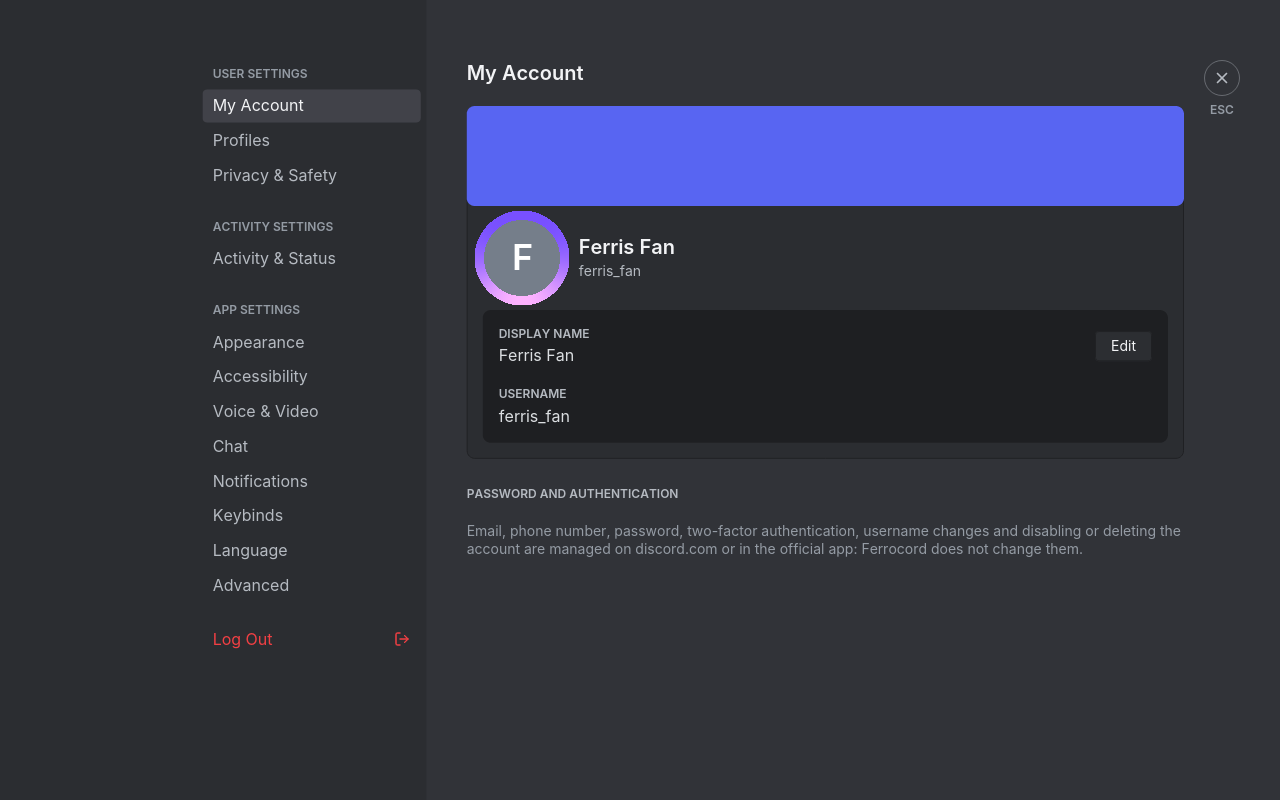 USER SETTINGS
My Account
Profiles
Privacy & Safety
ACTIVITY SETTINGS
Activity & Status
APP SETTINGS
Appearance
Accessibility
Voice & Video
Chat
Notifications
Keybinds
Language
Advanced
Log Out
My Account
ESC
F
Ferris Fan
ferris_fan
DISPLAY NAME
Ferris Fan
Edit
USERNAME
ferris_fan
PASSWORD AND AUTHENTICATION
Email, phone number, password, two-factor authentication, username changes and disabling or deleting the
account are managed on discord.com or in the official app: Ferrocord does not change them.